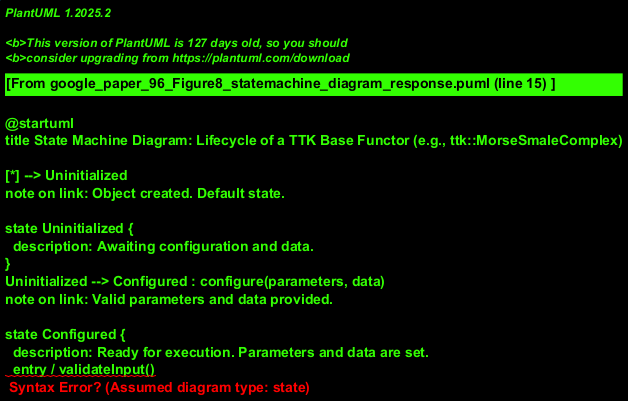 PlantUML 1.2025.2
<b>This version of PlantUML is 127 days old, so you should
<b>consider upgrading from https://plantuml.com/download
[From google_paper_96_Figure8_statemachine_diagram_response.puml (line 15) ]
@startuml
title State Machine Diagram: Lifecycle of a TTK Base Functor (e.g., ttk::MorseSmaleComplex)
[*] --> Uninitialized
note on link: Object created. Default state.
state Uninitialized {
  description: Awaiting configuration and data.
}
Uninitialized --> Configured : configure(parameters, data)
note on link: Valid parameters and data provided.
state Configured {
  description: Ready for execution. Parameters and data are set.
  entry / validateInput()
 Syntax Error? (Assumed diagram type: state)